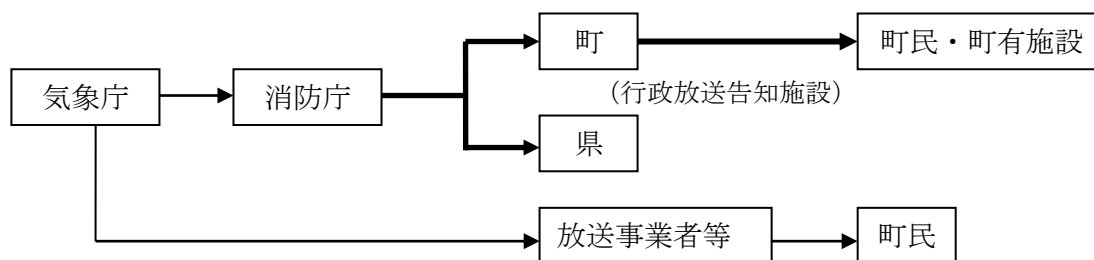 町
町民・町有施設
気象庁
消防庁
（行政放送告知施設）
県
放送事業者等
町民